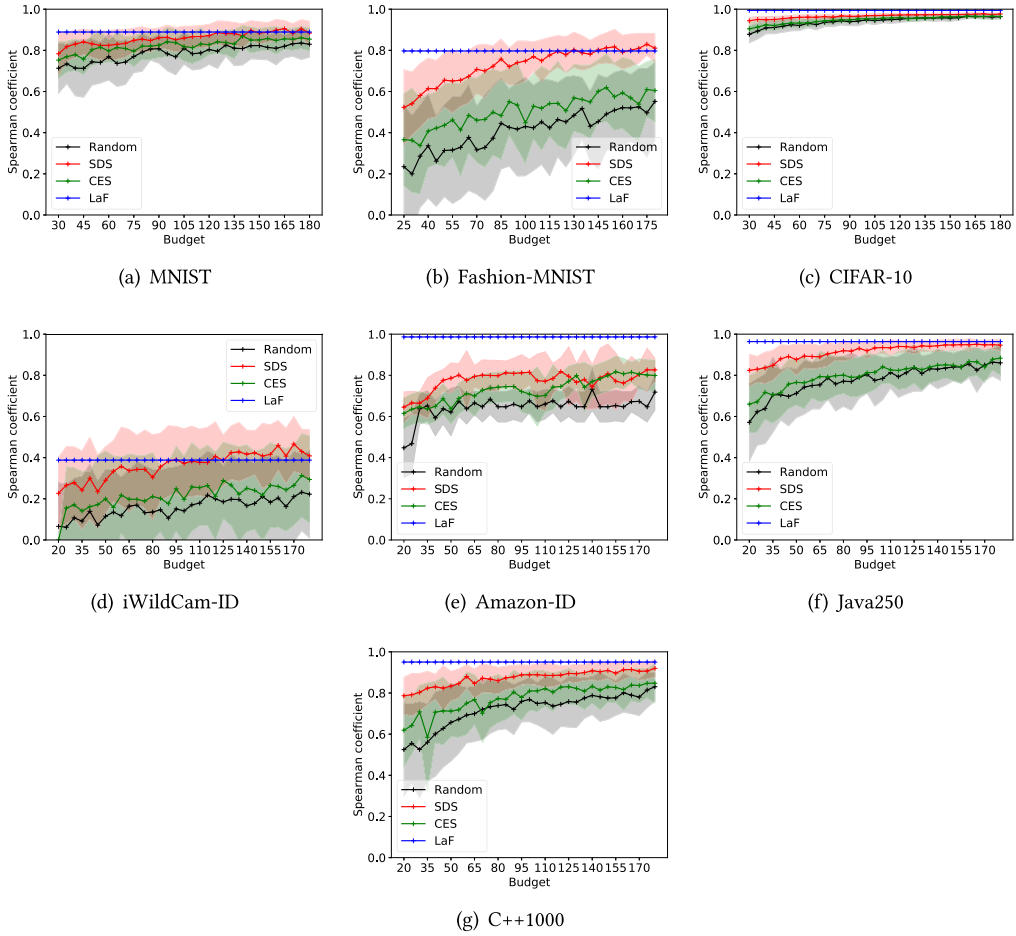 1.0
0.8
0.6
0.4
0.2
0.0
Spearman coefficient
Random
SDS
CES
LaF
30 45 60 75 90 105 120 135 150 165 180
Budget
(a) MNIST
1.0
0.8
0.6
0.4
0.2
0.0
Spearman coefficient
Random
SDS
CES
LaF
25 40 55 70 85 100 115 130 145 160 175
Budget
(b) Fashion-MNIST
1.0
0.8
0.6
0.4
0.2
0.0
Spearman coefficient
Random
SDS
CES
LaF
30 45 60 75 90 105 120 135 150 165 180
Budget
(c) CIFAR-10
1.0
0.8
0.6
0.4
0.2
0.0
Spearman coefficient
Random
SDS
CES
LaF
20 35 50 65 80 95 110 125 140 155 170
Budget
(d) iWildCam-ID
1.0
0.8
0.6
0.4
0.2
0.0
Spearman coefficient
Random
SDS
CES
LaF
20 35 50 65 80 95 110 125 140 155 170
Budget
(e) Amazon-ID
1.0
0.8
0.6
0.4
0.2
0.0
Spearman coefficient
Random
SDS
CES
LaF
20 35 50 65 80 95 110 125 140 155 170
Budget
(f) Java250
1.0
0.8
0.6
0.4
0.2
0.0
Spearman coefficient
Random
SDS
CES
LaF
20 35 50 65 80 95 110 125 140 155 170
Budget
(g) C++1000